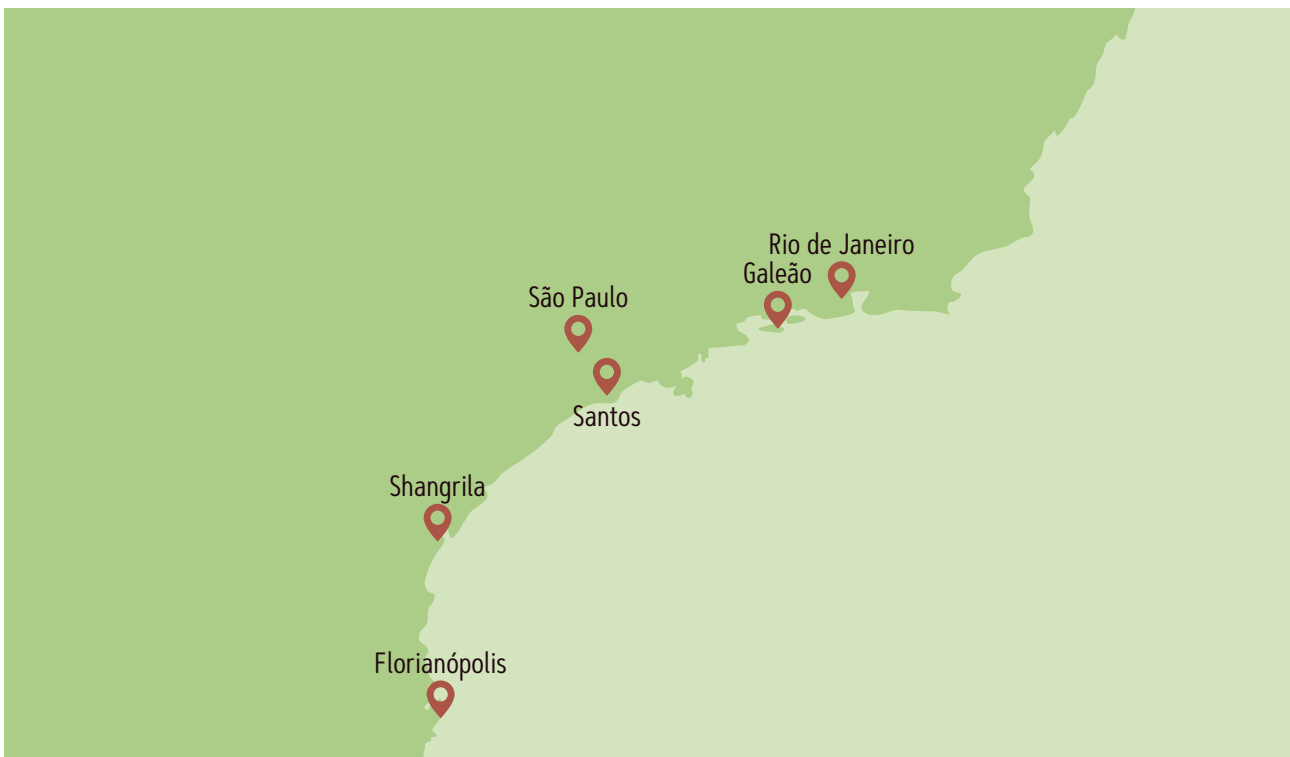 Rio de Janeiro
Galeão
São Paulo
Santos
Shangrila
Florianópolis